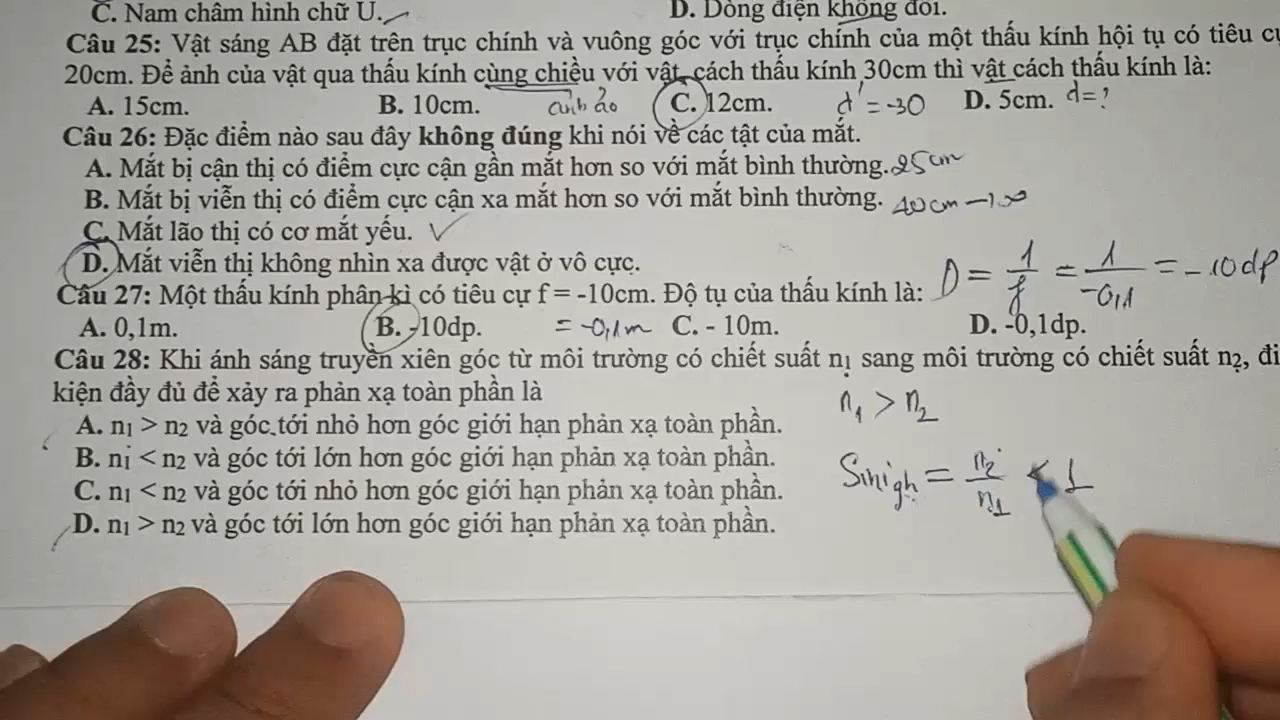 C. Nam châm hình chữ U. D. Dòng điện không đổi.
Câu 25: Vật sáng AB đặt trên trục chính và vuông góc với trục chính của một thấu kính hội tụ có tiêu cự
20cm. Để ảnh của vật qua thấu kính cùng chiều với vật, cách thấu kính 30cm thì vật cách thấu kính là:
A. 15cm. B. 10cm. ảnh ảo C. 12cm. d' = -30 D. 5cm. d = ?
Câu 26: Đặc điểm nào sau đây không đúng khi nói về các tật của mắt.
A. Mắt bị cận thị có điểm cực cận gần mắt hơn so với mắt bình thường. 25cm
B. Mắt bị viễn thị có điểm cực cận xa mắt hơn so với mắt bình thường. 40cm → ∞
C. Mắt lão thị có cơ mắt yếu. ✓
D. Mắt viễn thị không nhìn xa được vật ở vô cực.
Câu 27: Một thấu kính phân kì có tiêu cự f = -10cm. Độ tụ của thấu kính là: D = 1/f = 1/-0,1 = -10dp
A. 0,1m. B. -10dp. = -0,1m C. - 10m. D. -0,1dp.
Câu 28: Khi ánh sáng truyền xiên góc từ môi trường có chiết suất n1 sang môi trường có chiết suất n2, đi
kiện đầy đủ để xảy ra phản xạ toàn phần là
n1 > n2
A. n1 > n2 và góc tới nhỏ hơn góc giới hạn phản xạ toàn phần.
B. n1 < n2 và góc tới lớn hơn góc giới hạn phản xạ toàn phần.
Sinigh = n2/n1 < 1
C. n1 < n2 và góc tới nhỏ hơn góc giới hạn phản xạ toàn phần.
D. n1 > n2 và góc tới lớn hơn góc giới hạn phản xạ toàn phần.